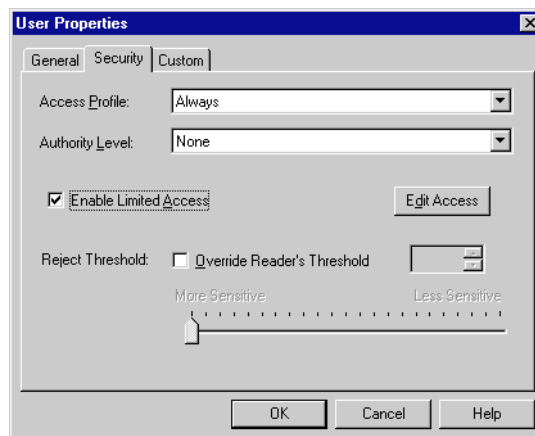 User Properties
General Security Custom
Access Profile: Always
Authority Level: None
Enable Limited Access Edit Access
Reject Threshold: Override Reader's Threshold
More Sensitive Less Sensitive
OK Cancel Help